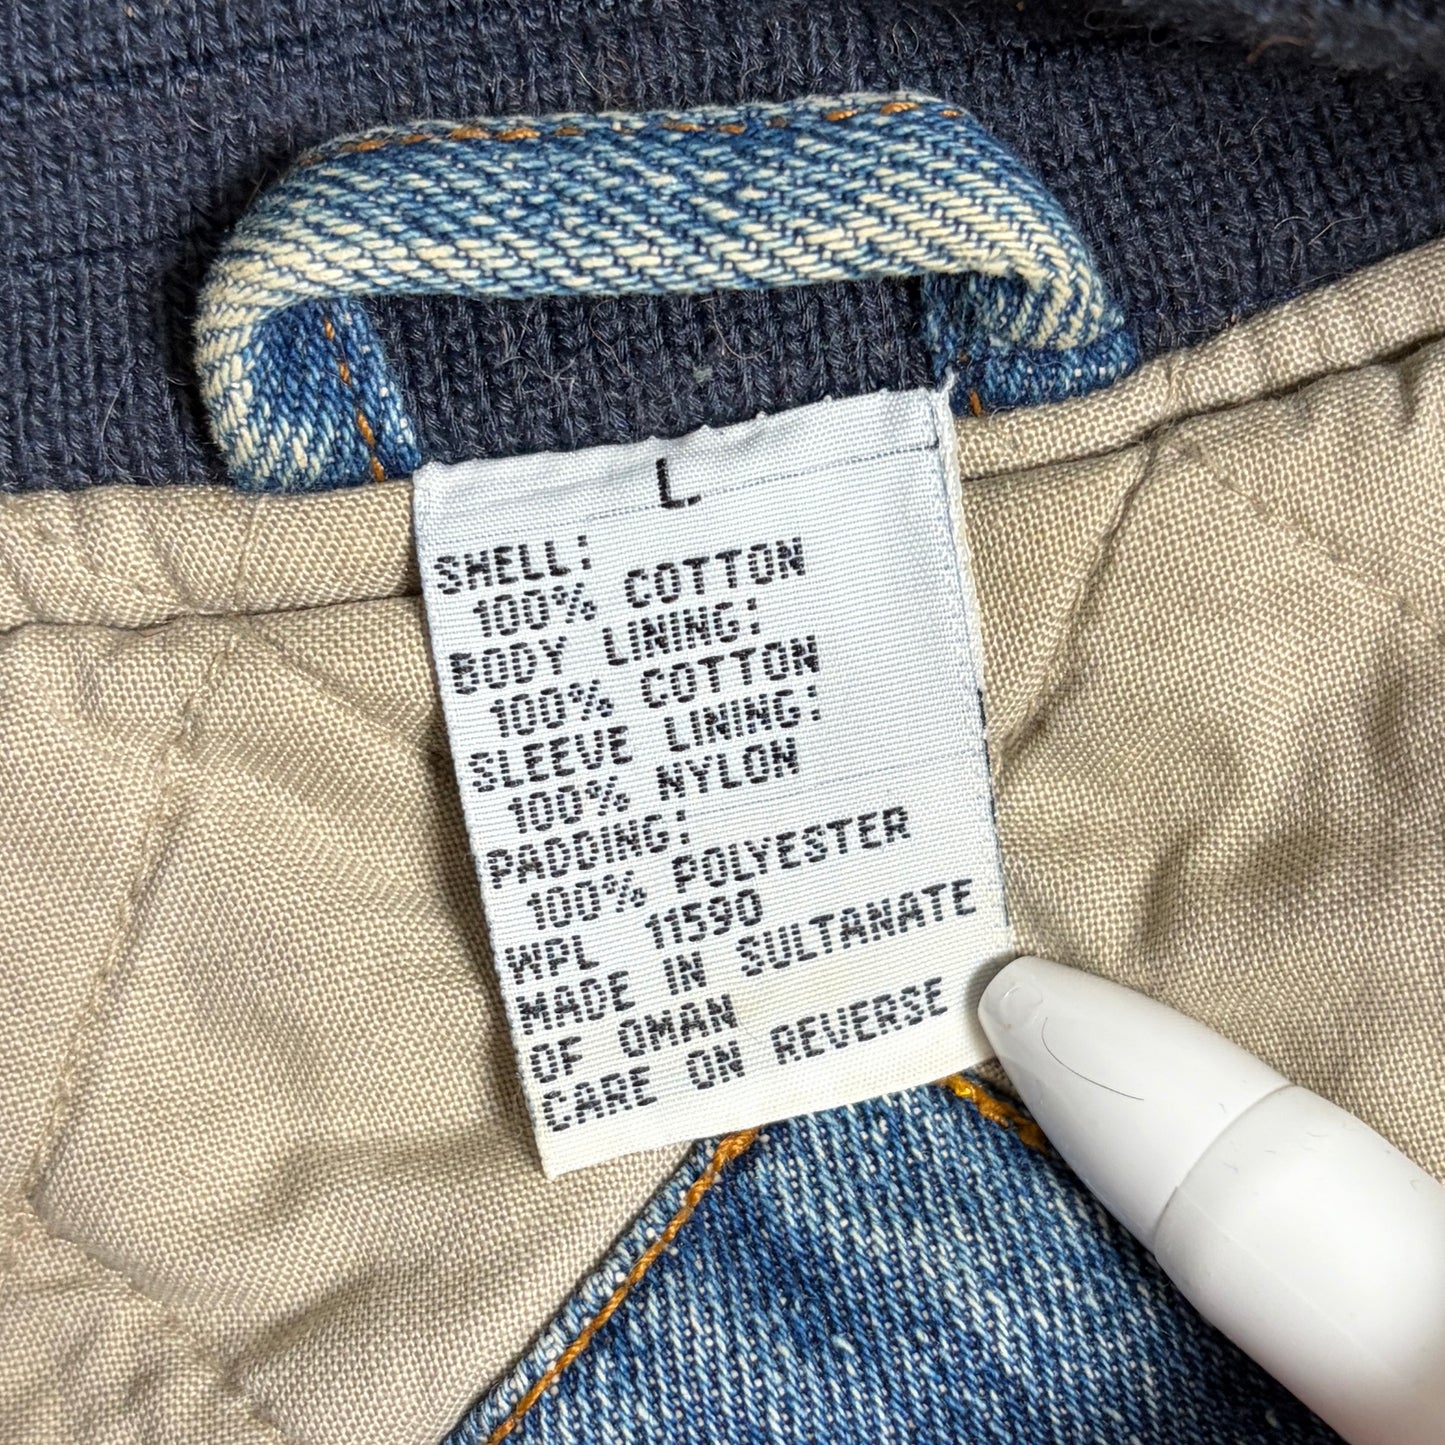 L
SHELL:
100% COTTON
BODY LINING:
100% COTTON
SLEEVE LINING:
100% NYLON
PADDING:
100% POLYESTER
WPL 11590
MADE IN SULTANATE
OF OMAN
CARE ON REVERSE